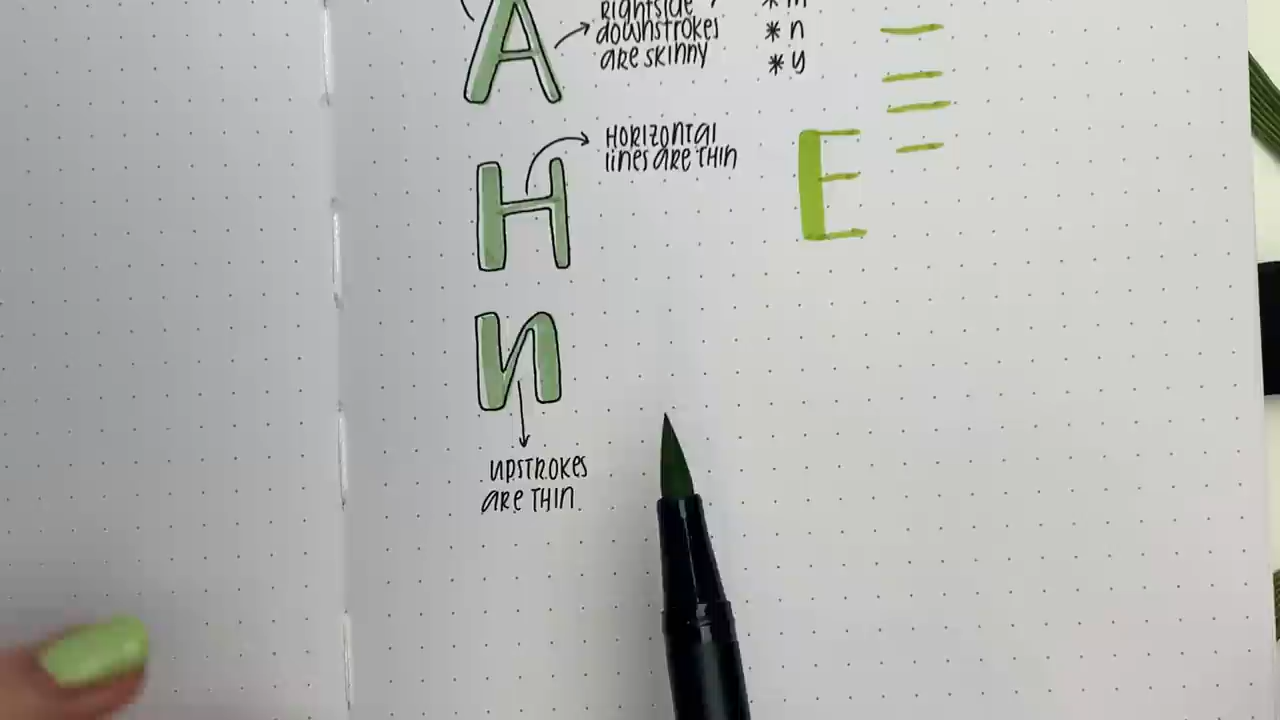 A
Rightside
downstrokes
are skinny
* m
* n
* y
H
Horizontal
lines are thin
E
n
upstrokes
are thin.